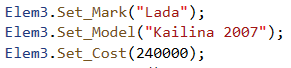 Elem3.Set_Mark("Lada");
Elem3.Set_Model("Kailina 2007");
Elem3.Set_Cost(240000);